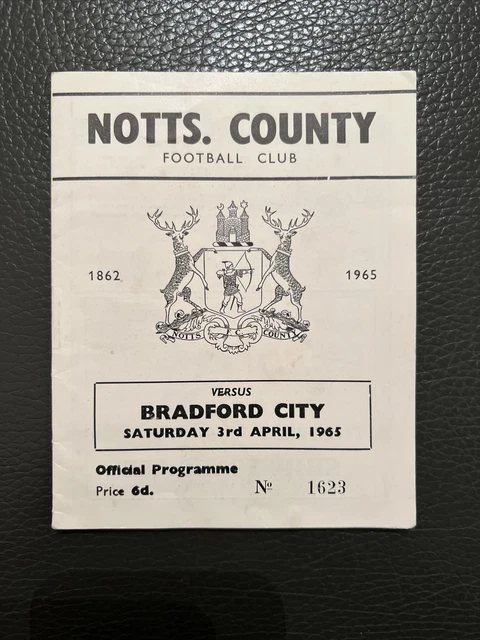 NOTTS. COUNTY
FOOTBALL CLUB
1862
1965
NOTTS COUNTY
VERSUS
BRADFORD CITY
SATURDAY 3rd APRIL, 1965
Official Programme
Price 6d.
Nº 1623